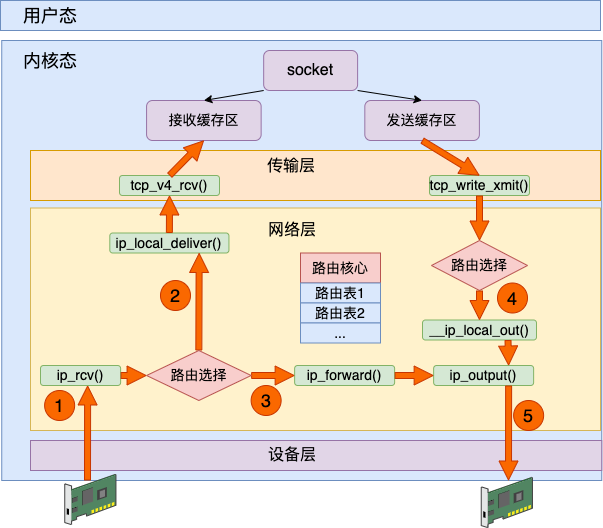 用户态
内核态
socket
接收缓存区
发送缓存区
传输层
tcp_v4_rcv()
tcp_write_xmit()
网络层
ip_local_deliver()
路由核心
路由选择
路由表1
2
4
路由表2
__ip_local_out()
...
ip_rcv()
路由选择
ip_forward()
ip_output()
1
3
5
设备层